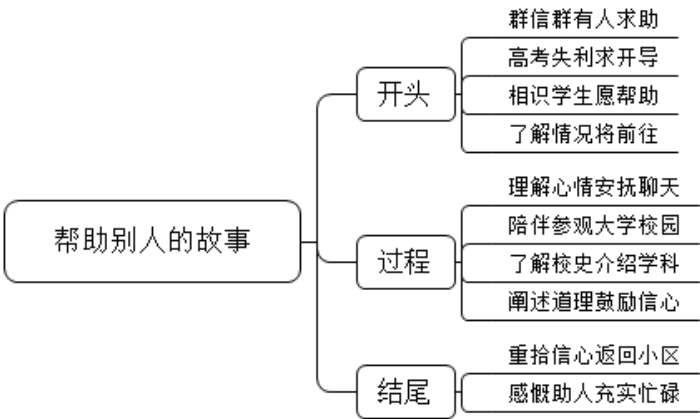 帮助别人的故事
开头
群信群有人求助
高考失利求开导
相识学生愿帮助
了解情况将前往
过程
理解心情安抚聊天
陪伴参观大学校园
了解校史介绍学科
阐述道理鼓励信心
结尾
重拾信心返回小区
感慨助人充实忙碌